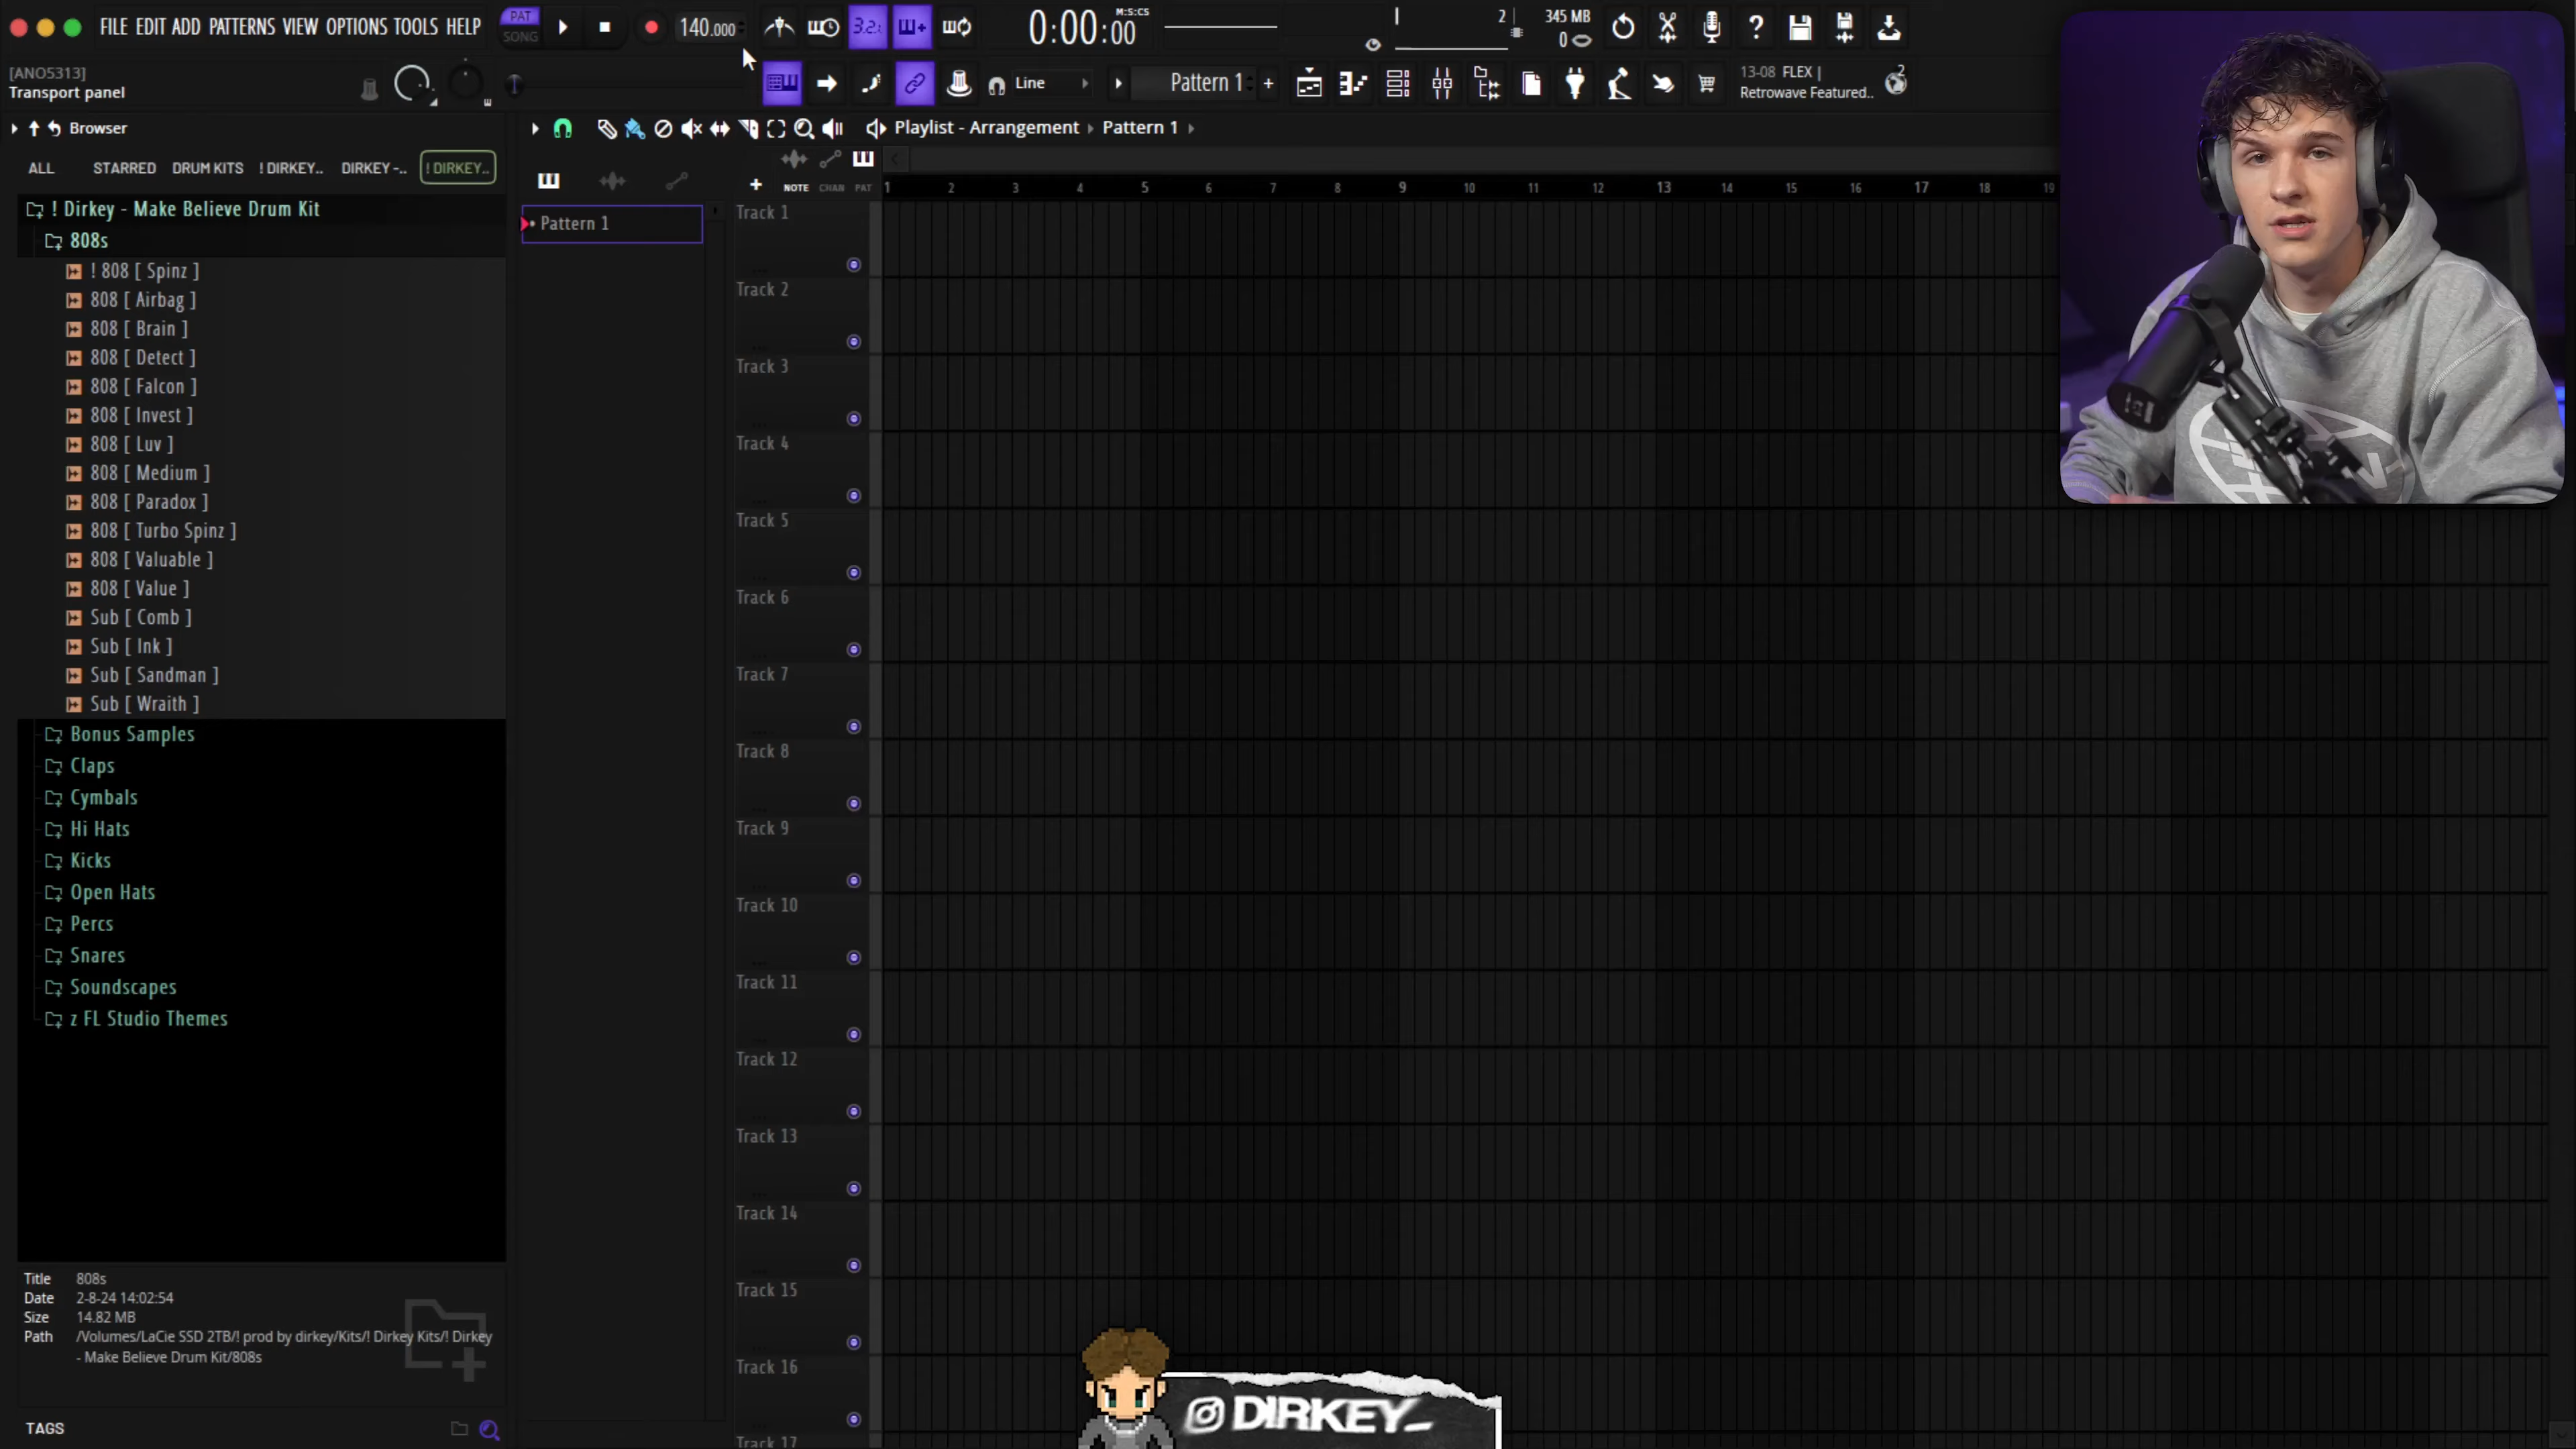 FILE EDIT ADD PATTERNS VIEW OPTIONS TOOLS HELP
PAT
SONG
140.000
3.2.
0:00:00
M:S:CS
2
345 MB
0
[ANO5313]
Transport panel
Line
Pattern 1
+
13-08 FLEX |
Retrowave Featured..
2
Browser
Playlist - Arrangement
Pattern 1
ALL
STARRED
DRUM KITS
! DIRKEY..
DIRKEY -..
! DIRKEY..
NOTE
CHAN
PAT
1 2 3 4 5 6 7 8 9 10 11 12 13 14 15 16 17 18 19
! Dirkey - Make Believe Drum Kit
808s
! 808 [ Spinz ]
808 [ Airbag ]
808 [ Brain ]
808 [ Detect ]
808 [ Falcon ]
808 [ Invest ]
808 [ Luv ]
808 [ Medium ]
808 [ Paradox ]
808 [ Turbo Spinz ]
808 [ Valuable ]
808 [ Value ]
Sub [ Comb ]
Sub [ Ink ]
Sub [ Sandman ]
Sub [ Wraith ]
Bonus Samples
Claps
Cymbals
Hi Hats
Kicks
Open Hats
Percs
Snares
Soundscapes
z FL Studio Themes
Title 808s
Date 2-8-24 14:02:54
Size 14.82 MB
Path /Volumes/LaCie SSD 2TB/! prod by dirkey/Kits/! Dirkey Kits/! Dirkey
- Make Believe Drum Kit/808s
TAGS
Pattern 1
Track 1
Track 2
Track 3
Track 4
Track 5
Track 6
Track 7
Track 8
Track 9
Track 10
Track 11
Track 12
Track 13
Track 14
Track 15
Track 16
Track 17
DIRKEY_